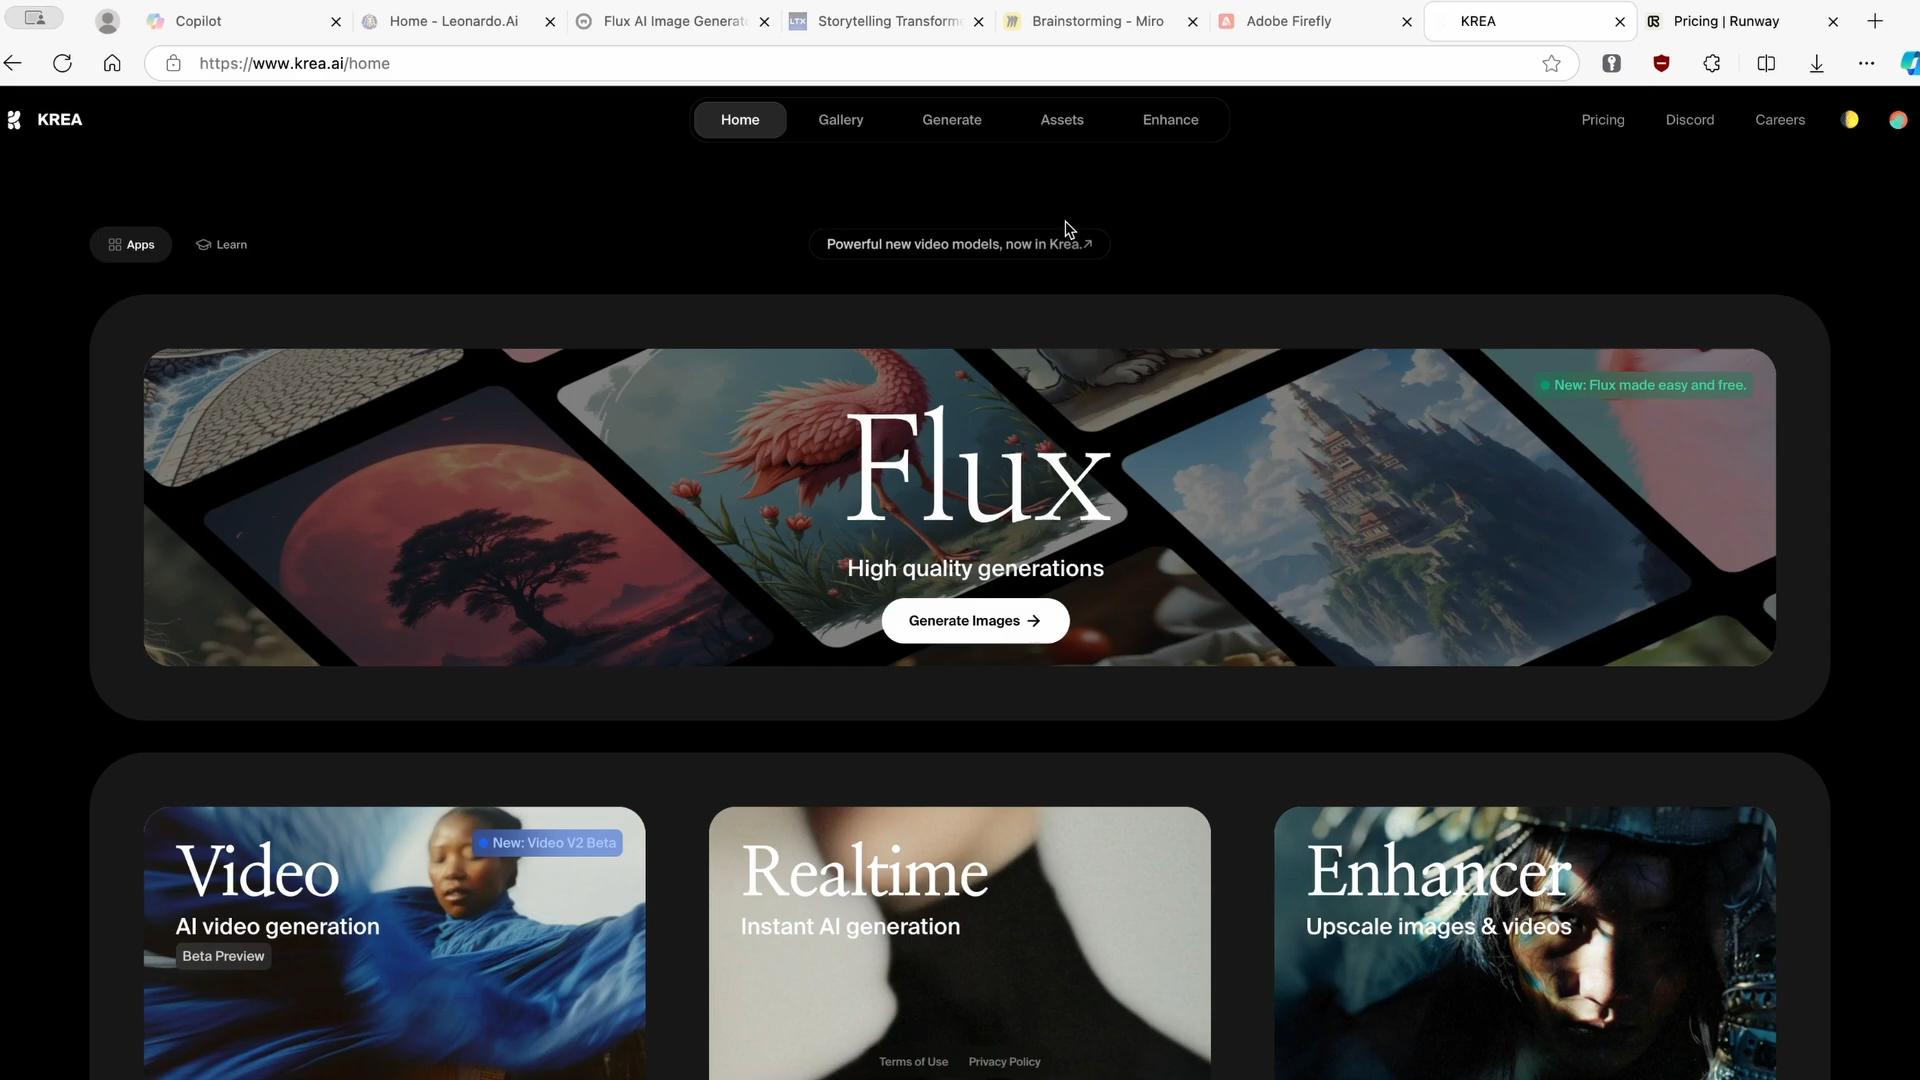 Copilot
Home - Leonardo.Ai
Flux AI Image Generat
LTX
Storytelling Transform
Brainstorming - Miro
Adobe Firefly
KREA
Pricing | Runway
https://www.krea.ai/home
KREA
Home
Gallery
Generate
Assets
Enhance
Pricing
Discord
Careers
Apps
Learn
Powerful new video models, now in Krea.↗
New: Flux made easy and free.
Flux
High quality generations
Generate Images →
Video
New: Video V2 Beta
AI video generation
Beta Preview
Realtime
Instant AI generation
Enhancer
Upscale images & videos
Terms of Use
Privacy Policy